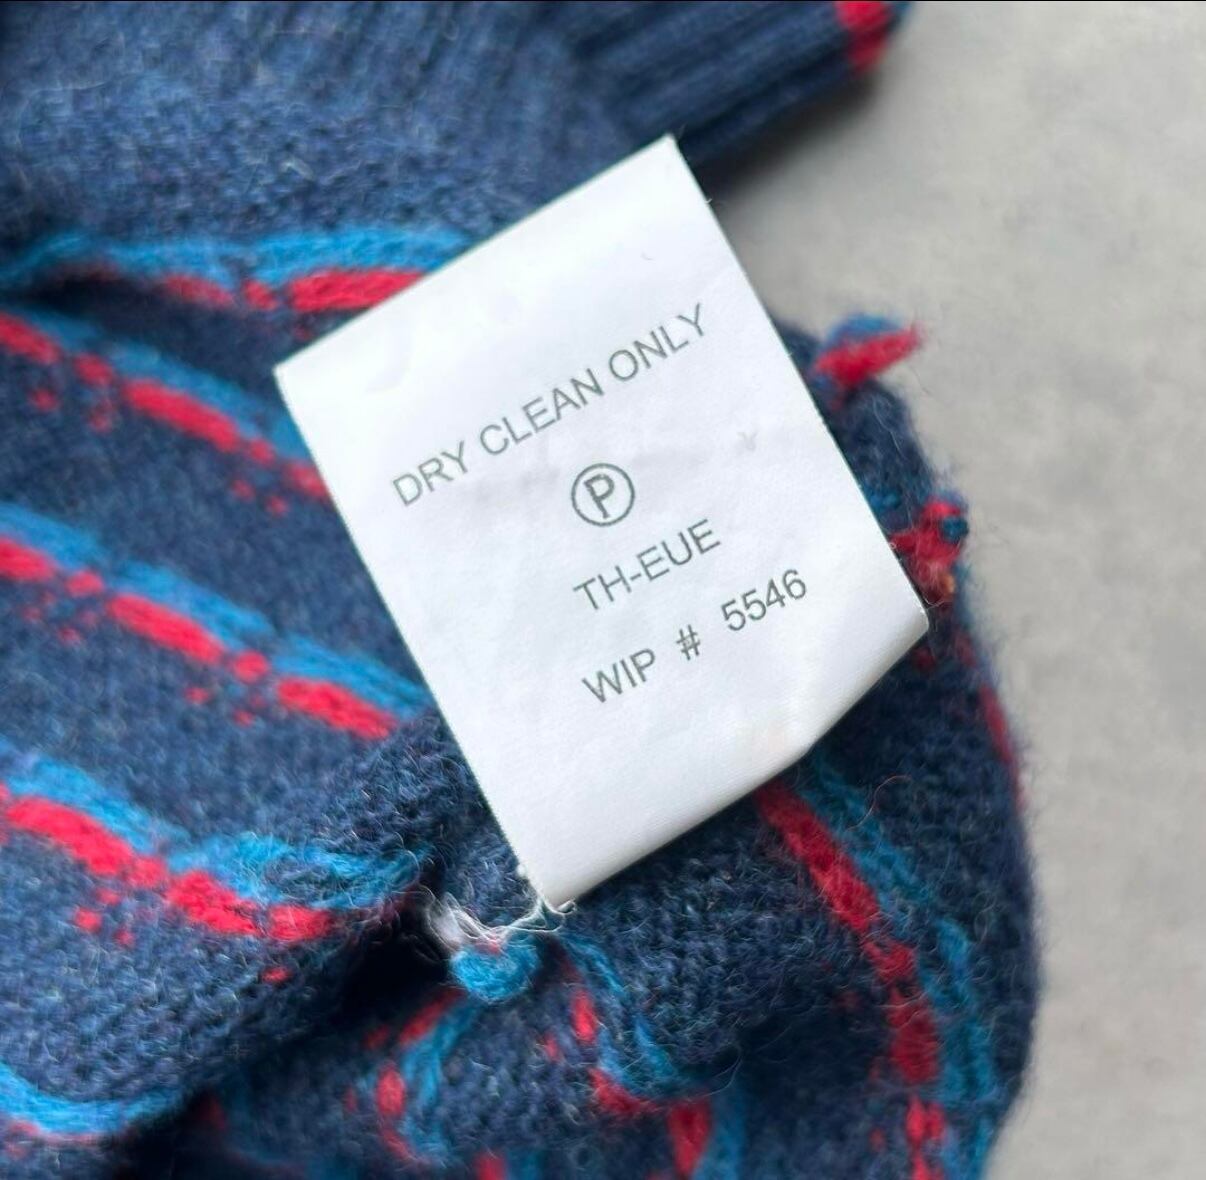 DRY CLEAN ONLY
Ⓟ
TH-EUE
WIP # 5546